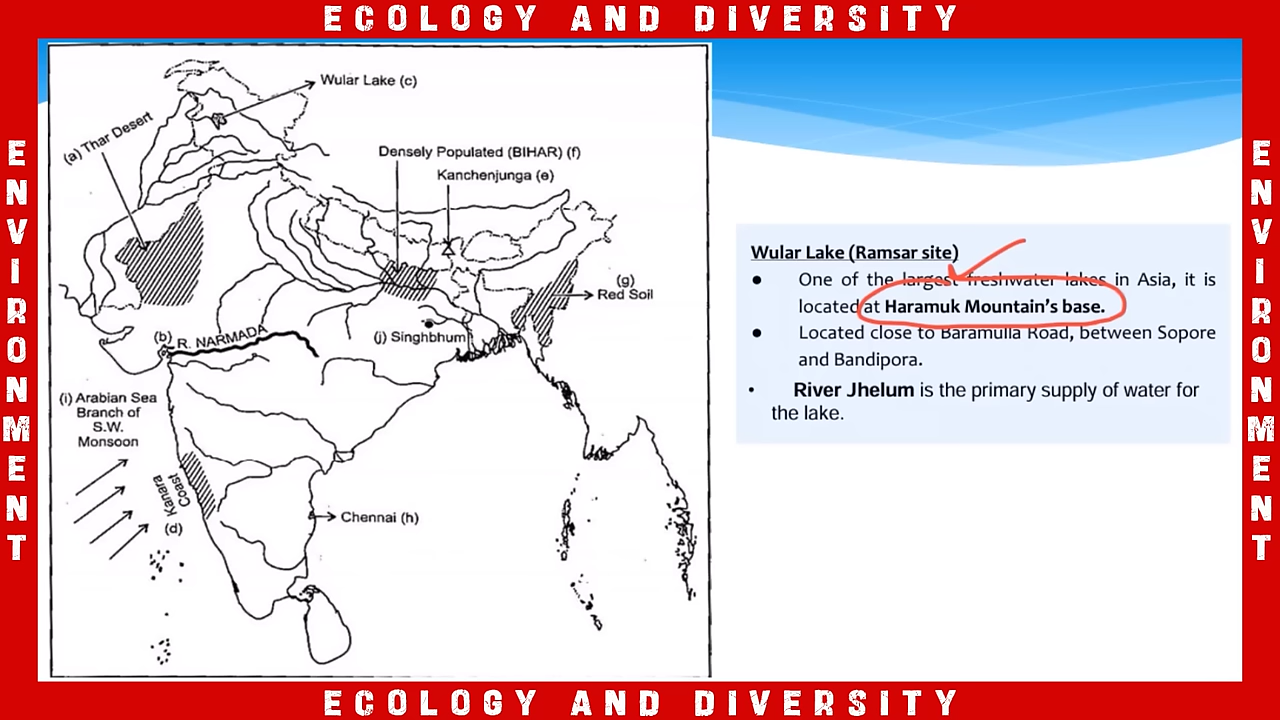 ECOLOGY AND DIVERSITY
ENVIRONMENT
Wular Lake (c)
(a) Thar Desert
Densely Populated (BIHAR) (f)
Kanchenjunga (e)
(g)
Red Soil
(b) R. NARMADA
(j) Singhbhum
(i) Arabian Sea
Branch of
S.W.
Monsoon
Kanara
Coast
(d)
Chennai (h)
Wular Lake (Ramsar site)
● One of the largest freshwater lakes in Asia, it is
located at Haramuk Mountain's base.
● Located close to Baramulla Road, between Sopore
and Bandipora.
• River Jhelum is the primary supply of water for
the lake.
ENVIRONMENT
ECOLOGY AND DIVERSITY